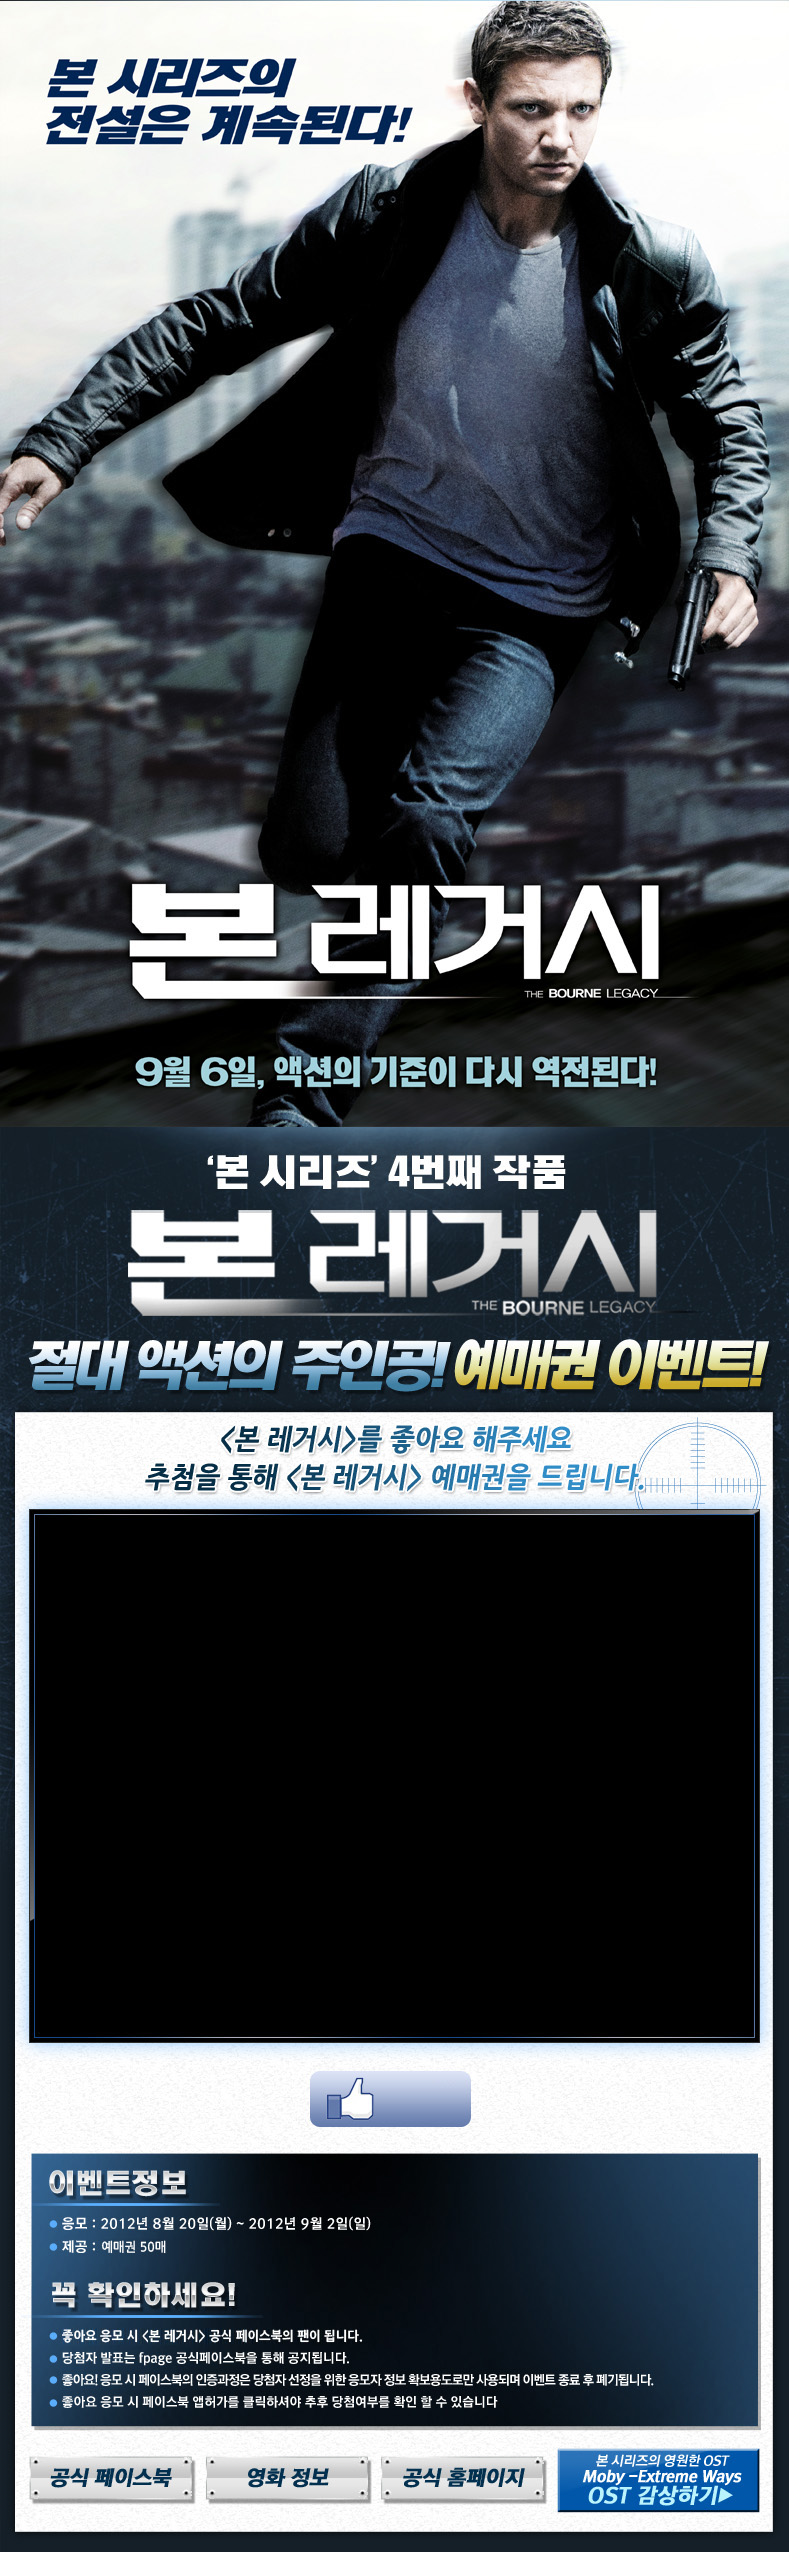 본 시리즈의
전설은 계속된다!
본 레거시
THE BOURNE LEGACY
9월 6일, 액션의 기준이 다시 역전된다!
‘본 시리즈’ 4번째 작품
본 레거시
THE BOURNE LEGACY
절대 액션의 주인공! 예매권 이벤트!
<본 레거시>를 좋아요 해주세요
추첨을 통해 <본 레거시> 예매권을 드립니다.
이벤트정보
응모 : 2012년 8월 20일(월) ~ 2012년 9월 2일(일)
제공 : 예매권 50매
꼭 확인하세요!
좋아요 응모 시 <본 레거시> 공식 페이스북의 팬이 됩니다.
당첨자 발표는 fpage 공식페이스북을 통해 공지됩니다.
좋아요! 응모 시 페이스북의 인증과정은 당첨자 선정을 위한 응모자 정보 확보용도로만 사용되며 이벤트 종료 후 폐기됩니다.
좋아요 응모 시 페이스북 앱허가를 클릭하셔야 추후 당첨여부를 확인 할 수 있습니다
공식 페이스북
영화 정보
공식 홈페이지
본 시리즈의 영원한 OST
Moby -Extreme Ways
OST 감상하기▶